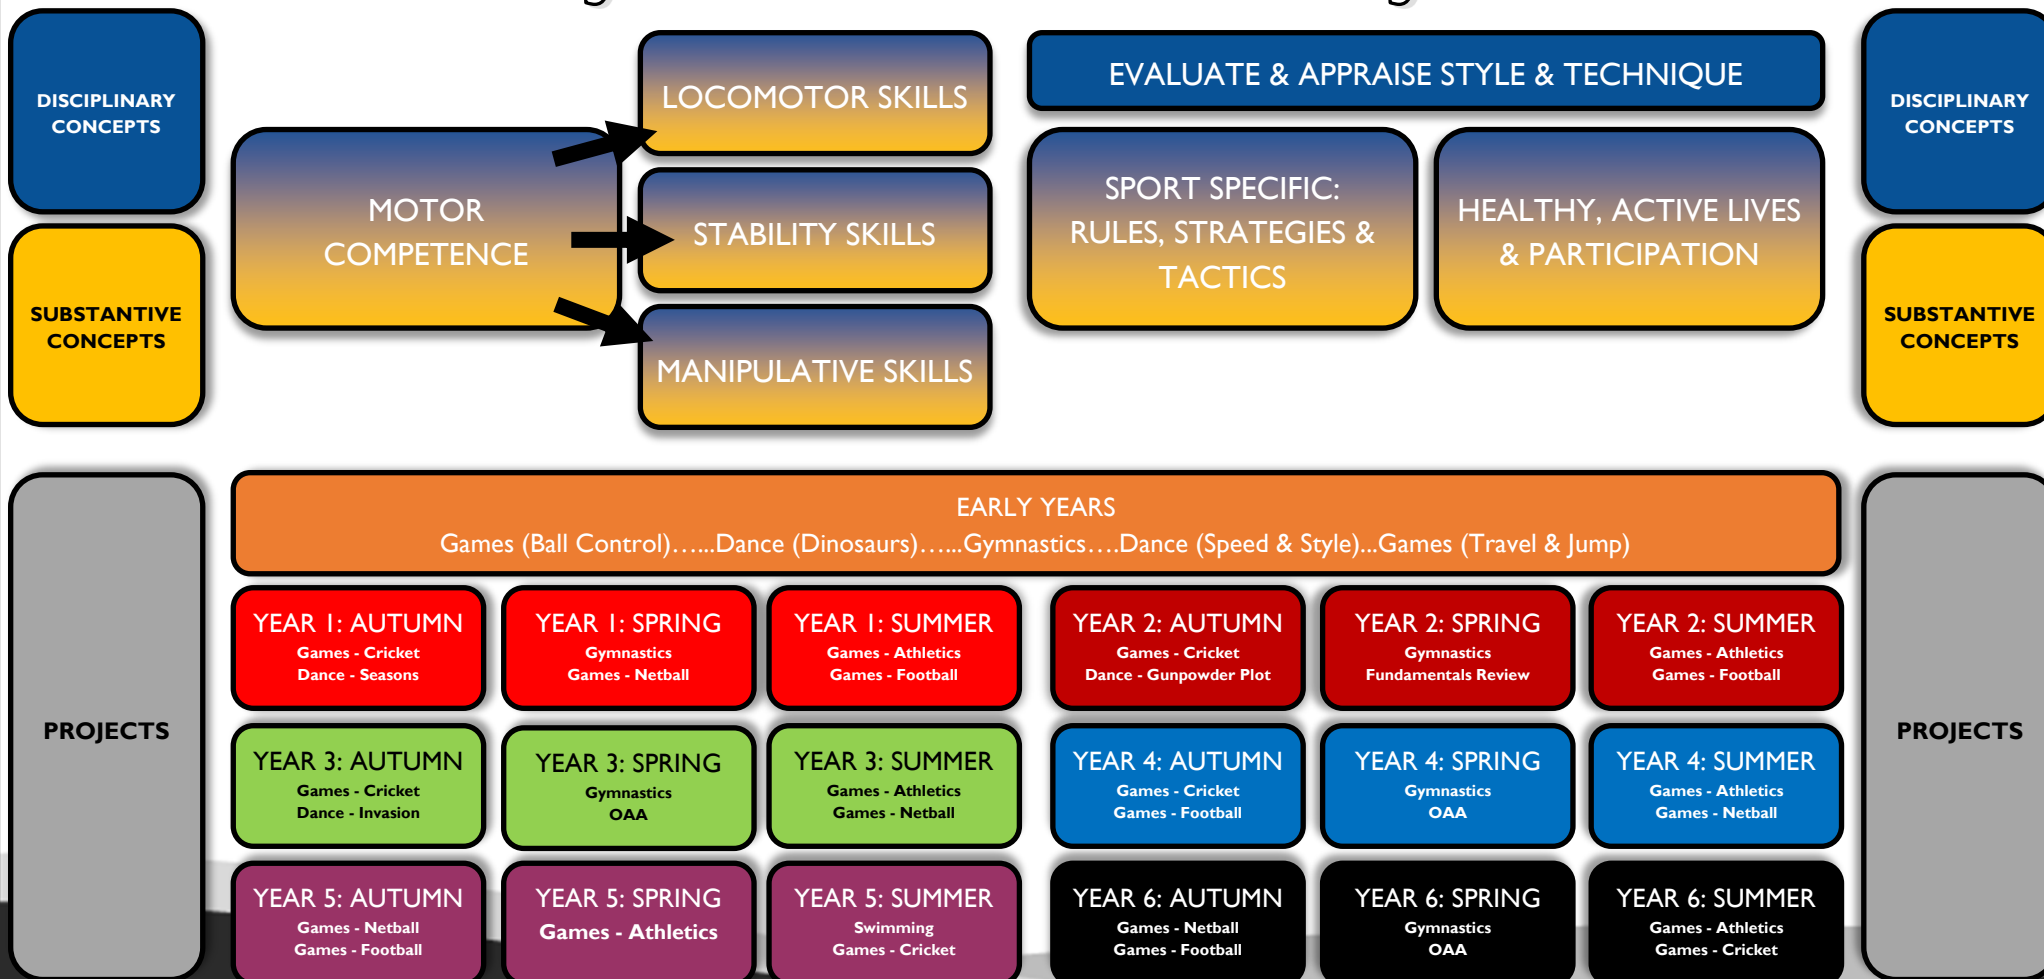 DISCIPLINARY
CONCEPTS
SUBSTANTIVE
CONCEPTS
MOTOR
COMPETENCE
LOCOMOTOR SKILLS
STABILITY SKILLS
MANIPULATIVE SKILLS
EVALUATE & APPRAISE STYLE & TECHNIQUE
SPORT SPECIFIC:
RULES, STRATEGIES &
TACTICS
HEALTHY, ACTIVE LIVES
& PARTICIPATION
DISCIPLINARY
CONCEPTS
SUBSTANTIVE
CONCEPTS
PROJECTS
EARLY YEARS
Games (Ball Control)…...Dance (Dinosaurs)…...Gymnastics….Dance (Speed & Style)...Games (Travel & Jump)
YEAR 1: AUTUMN
Games - Cricket
Dance - Seasons
YEAR 1: SPRING
Gymnastics
Games - Netball
YEAR 1: SUMMER
Games - Athletics
Games - Football
YEAR 2: AUTUMN
Games - Cricket
Dance - Gunpowder Plot
YEAR 2: SPRING
Gymnastics
Fundamentals Review
YEAR 2: SUMMER
Games - Athletics
Games - Football
YEAR 3: AUTUMN
Games - Cricket
Dance - Invasion
YEAR 3: SPRING
Gymnastics
OAA
YEAR 3: SUMMER
Games - Athletics
Games - Netball
YEAR 4: AUTUMN
Games - Cricket
Games - Football
YEAR 4: SPRING
Gymnastics
OAA
YEAR 4: SUMMER
Games - Athletics
Games - Netball
YEAR 5: AUTUMN
Games - Netball
Games - Football
YEAR 5: SPRING
Games - Athletics
YEAR 5: SUMMER
Swimming
Games - Cricket
YEAR 6: AUTUMN
Games - Netball
Games - Football
YEAR 6: SPRING
Gymnastics
OAA
YEAR 6: SUMMER
Games - Athletics
Games - Cricket
PROJECTS